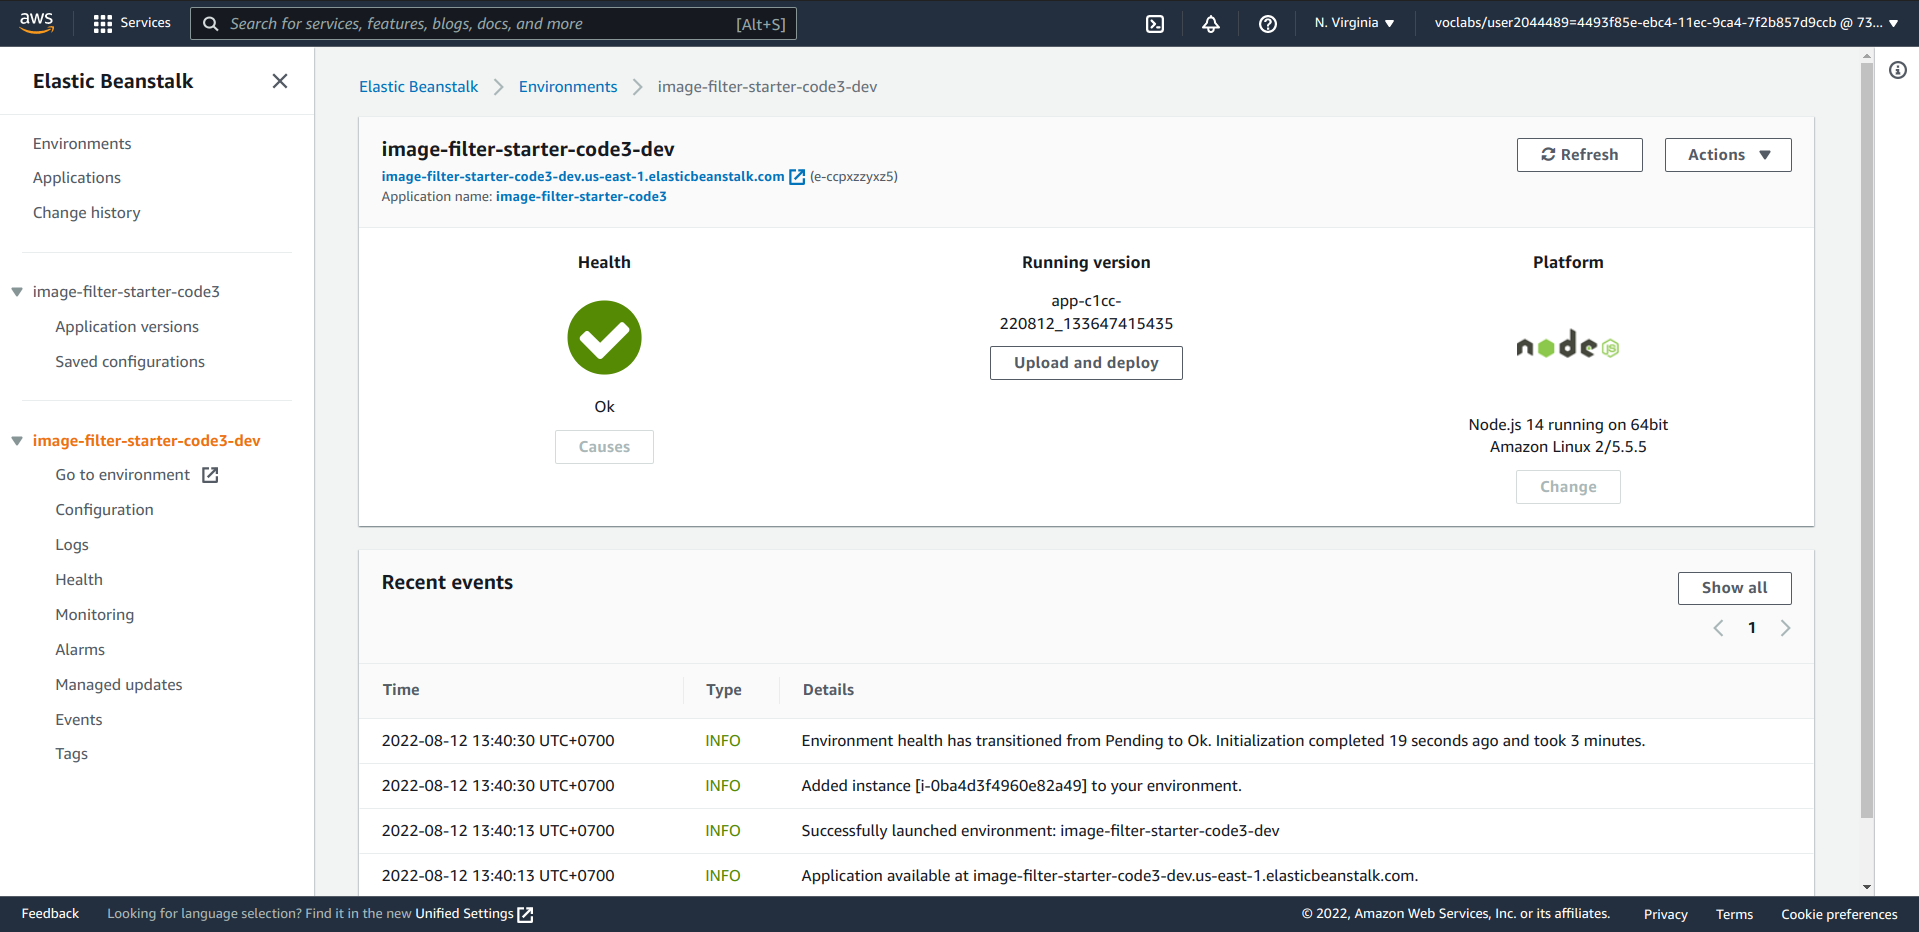 aws
Services
Search for services, features, blogs, docs, and more [Alt+S]
N. Virginia
voclabs/user2044489=4493f85e-ebc4-11ec-9ca4-7f2b857d9ccb @ 73...
Elastic Beanstalk
Environments
Applications
Change history
image-filter-starter-code3
Application versions
Saved configurations
image-filter-starter-code3-dev
Go to environment
Configuration
Logs
Health
Monitoring
Alarms
Managed updates
Events
Tags
Elastic Beanstalk Environments image-filter-starter-code3-dev
image-filter-starter-code3-dev
image-filter-starter-code3-dev.us-east-1.elasticbeanstalk.com (e-ccpxzzyxz5)
Application name: image-filter-starter-code3
Refresh
Actions
Health
Ok
Causes
Running version
app-c1cc-
220812_133647415435
Upload and deploy
Platform
node JS
Node.js 14 running on 64bit
Amazon Linux 2/5.5.5
Change
Recent events
Show all
1
Time Type Details
2022-08-12 13:40:30 UTC+0700 INFO Environment health has transitioned from Pending to Ok. Initialization completed 19 seconds ago and took 3 minutes.
2022-08-12 13:40:30 UTC+0700 INFO Added instance [i-0ba4d3f4960e82a49] to your environment.
2022-08-12 13:40:13 UTC+0700 INFO Successfully launched environment: image-filter-starter-code3-dev
2022-08-12 13:40:13 UTC+0700 INFO Application available at image-filter-starter-code3-dev.us-east-1.elasticbeanstalk.com.
Feedback
Looking for language selection? Find it in the new Unified Settings
© 2022, Amazon Web Services, Inc. or its affiliates.
Privacy
Terms
Cookie preferences